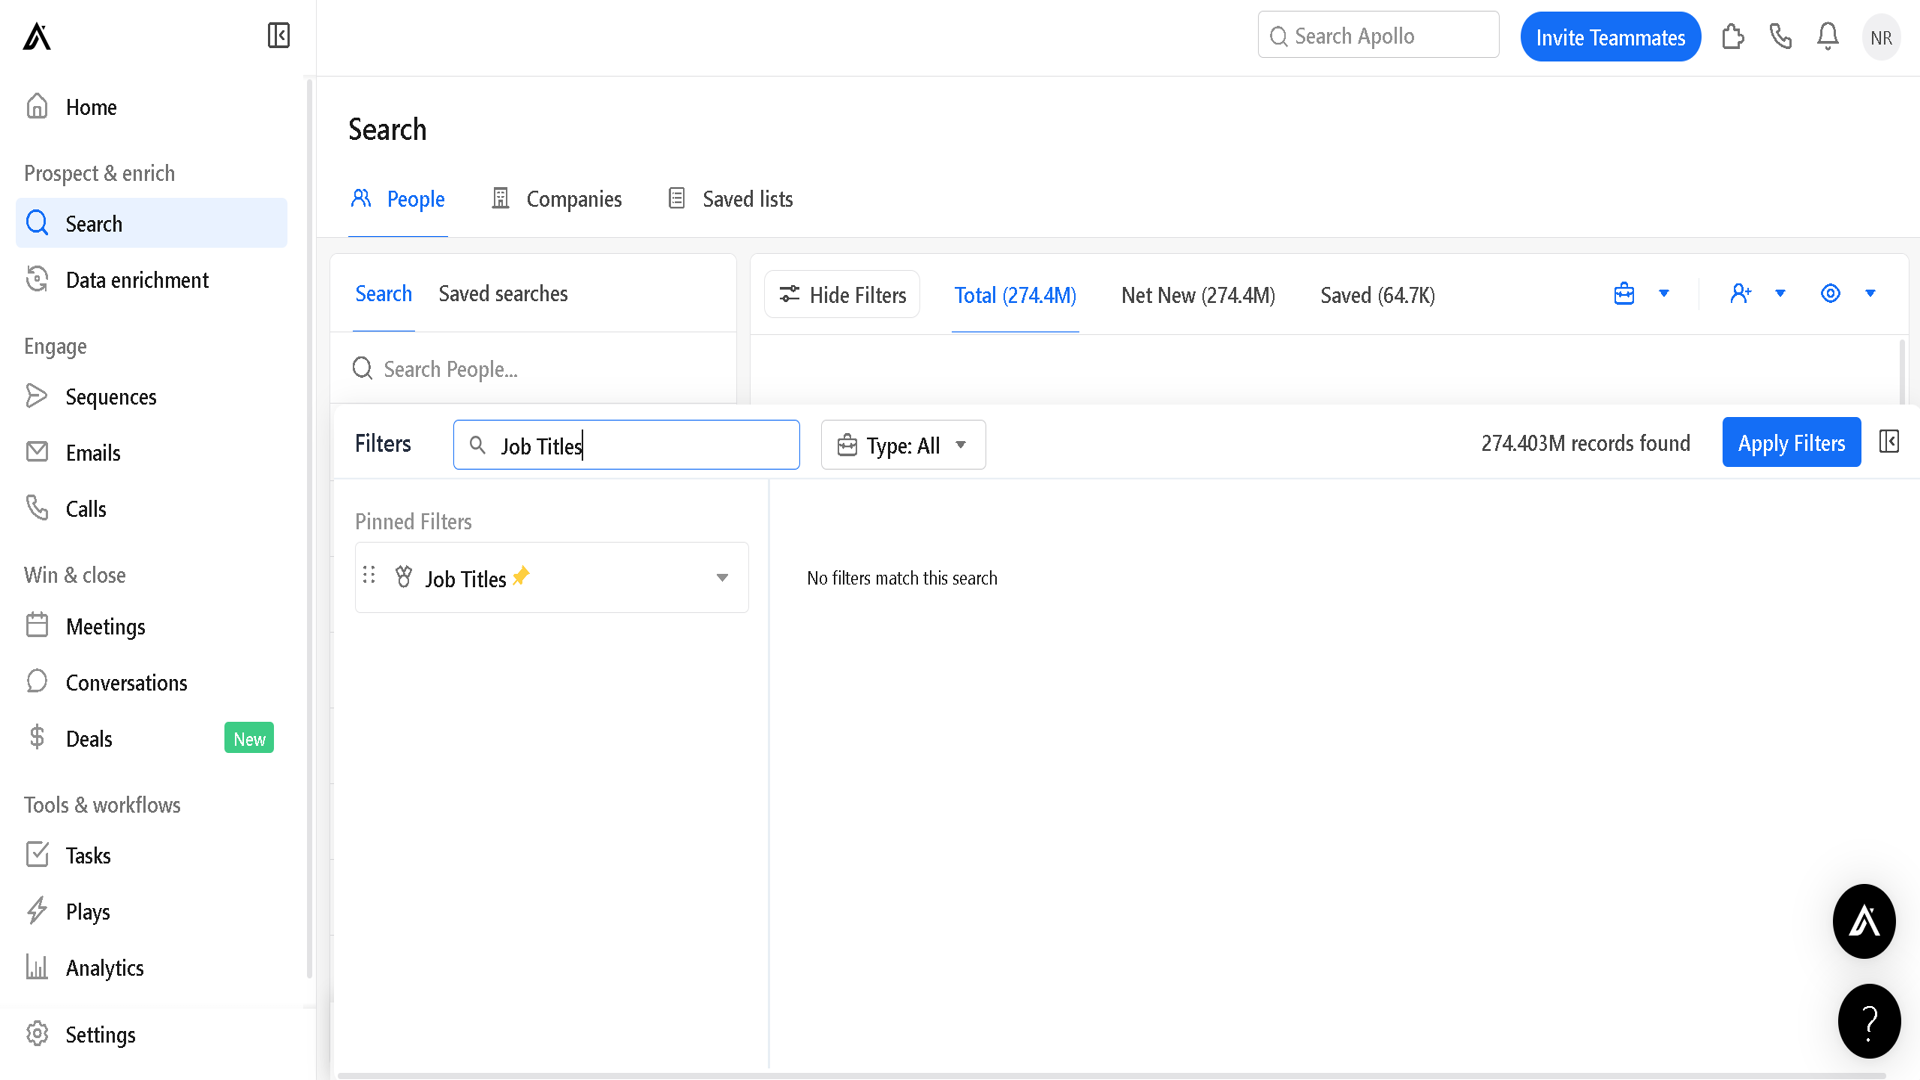 Search Apollo
Invite Teammates
NR
Home
Prospect & enrich
Search
Data enrichment
Engage
Sequences
Emails
Calls
Win & close
Meetings
Conversations
Deals
New
Tools & workflows
Tasks
Plays
Analytics
Settings
Search
People
Companies
Saved lists
Search
Saved searches
Search People...
Hide Filters
Total (274.4M)
Net New (274.4M)
Saved (64.7K)
Filters
Job Titles
Type: All
274.403M records found
Apply Filters
Pinned Filters
Job Titles
No filters match this search
?